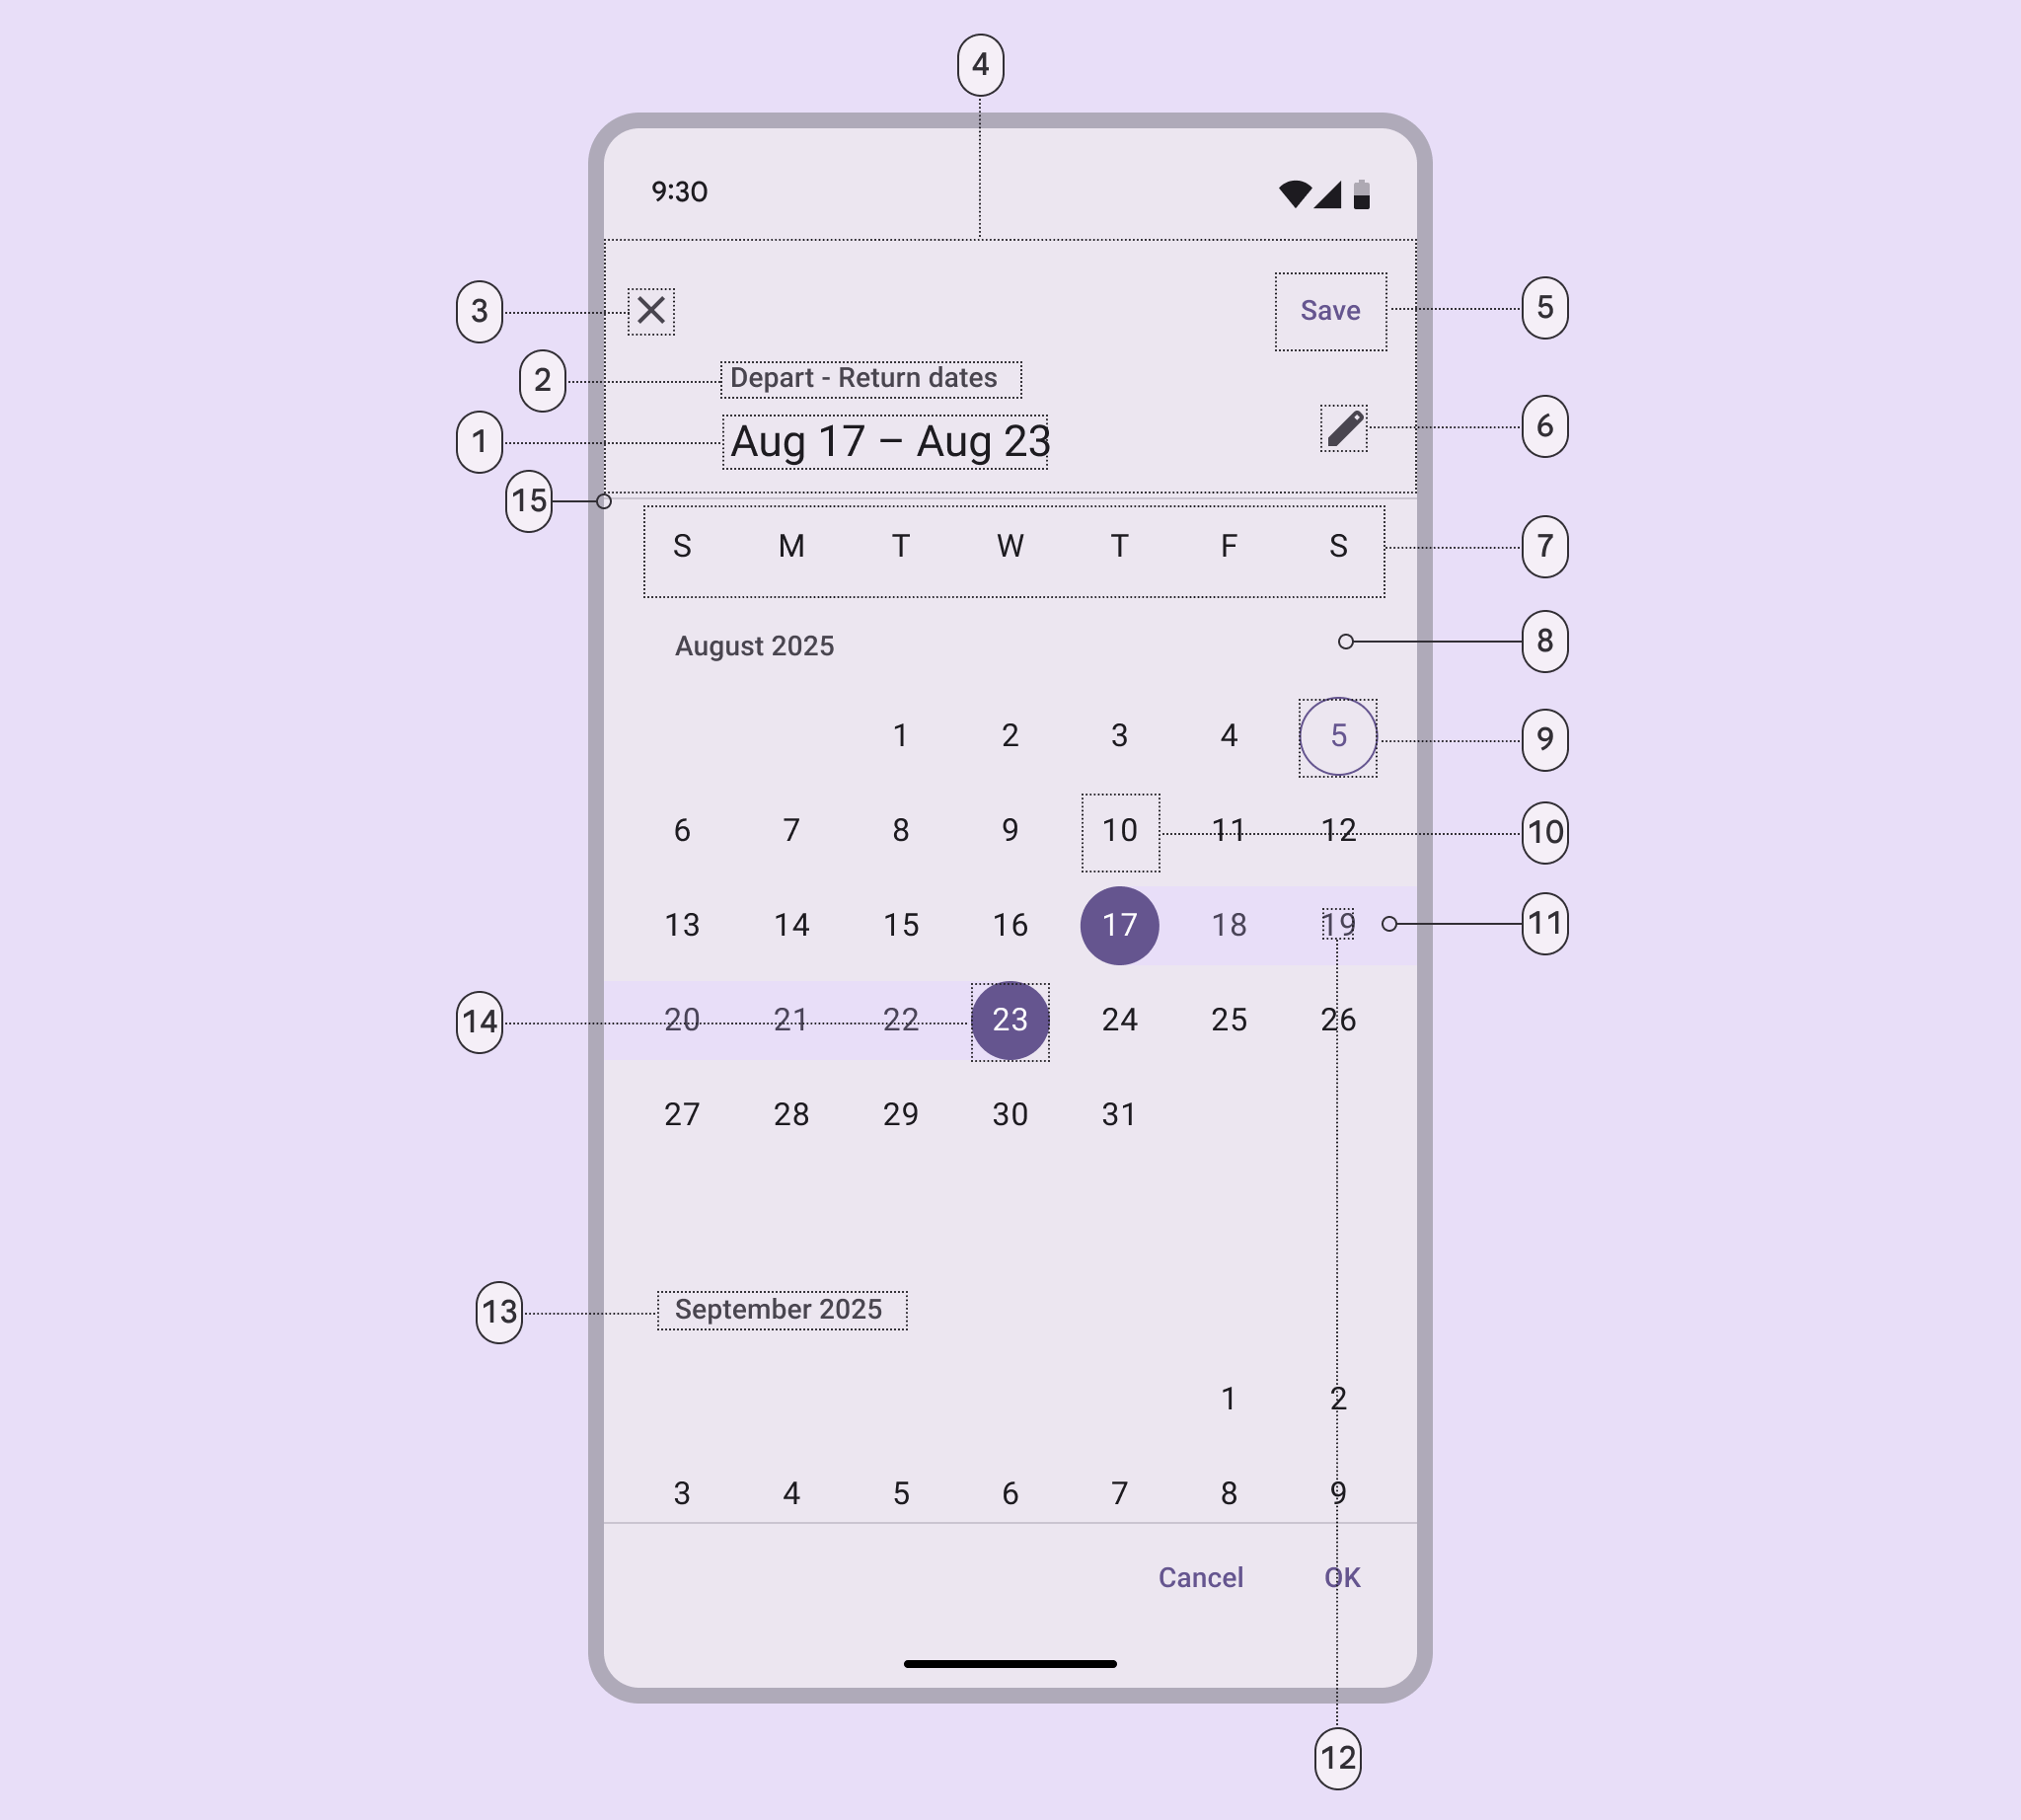 4
9:30
3
Save
5
2
Depart - Return dates
6
1
Aug 17 – Aug 23
15
S M T W T F S
7
August 2025
8
1 2 3 4 5
9
6 7 8 9 10 11 12
10
13 14 15 16 17 18 19
11
14
20 21 22 23 24 25 26
27 28 29 30 31
13
September 2025
1 2
3 4 5 6 7 8 9
Cancel OK
12